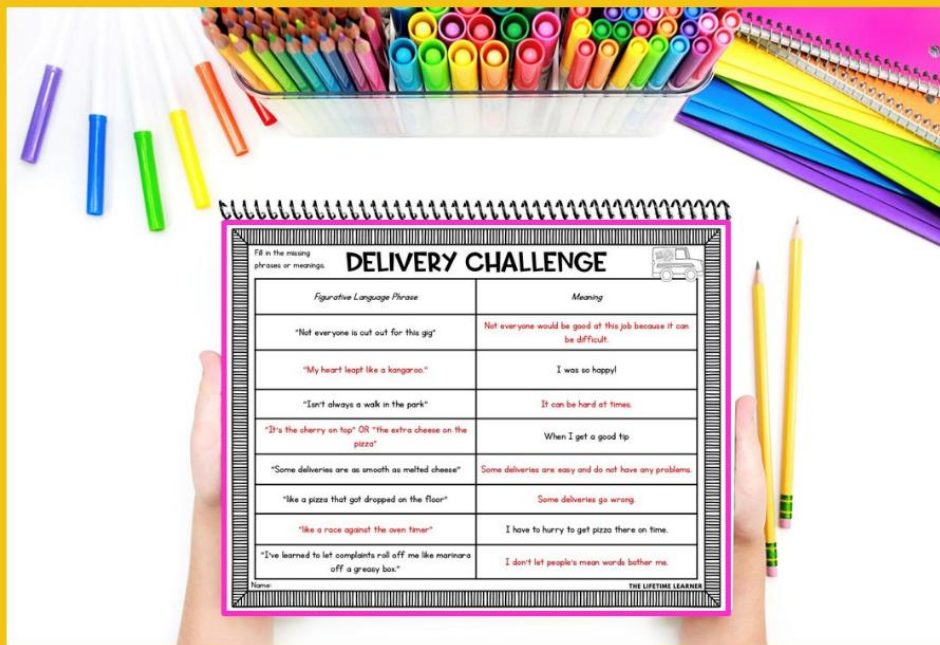 Fill in the missing
phrases or meanings.
DELIVERY CHALLENGE
Figurative Language Phrase
Meaning
"Not everyone is cut out for this gig"
Not everyone would be good at this job because it can
be difficult.
"My heart leapt like a kangaroo."
I was so happy!
"Isn't always a walk in the park"
It can be hard at times.
"It's the cherry on top" OR "the extra cheese on the
pizza"
When I get a good tip
"Some deliveries are as smooth as melted cheese"
Some deliveries are easy and do not have any problems.
"like a pizza that got dropped on the floor"
Some deliveries go wrong.
"like a race against the oven timer"
I have to hurry to get pizza there on time.
"I've learned to let complaints roll off me like marinara
off a greasy box."
I don't let people's mean words bother me.
Name:
THE LIFETIME LEARNER